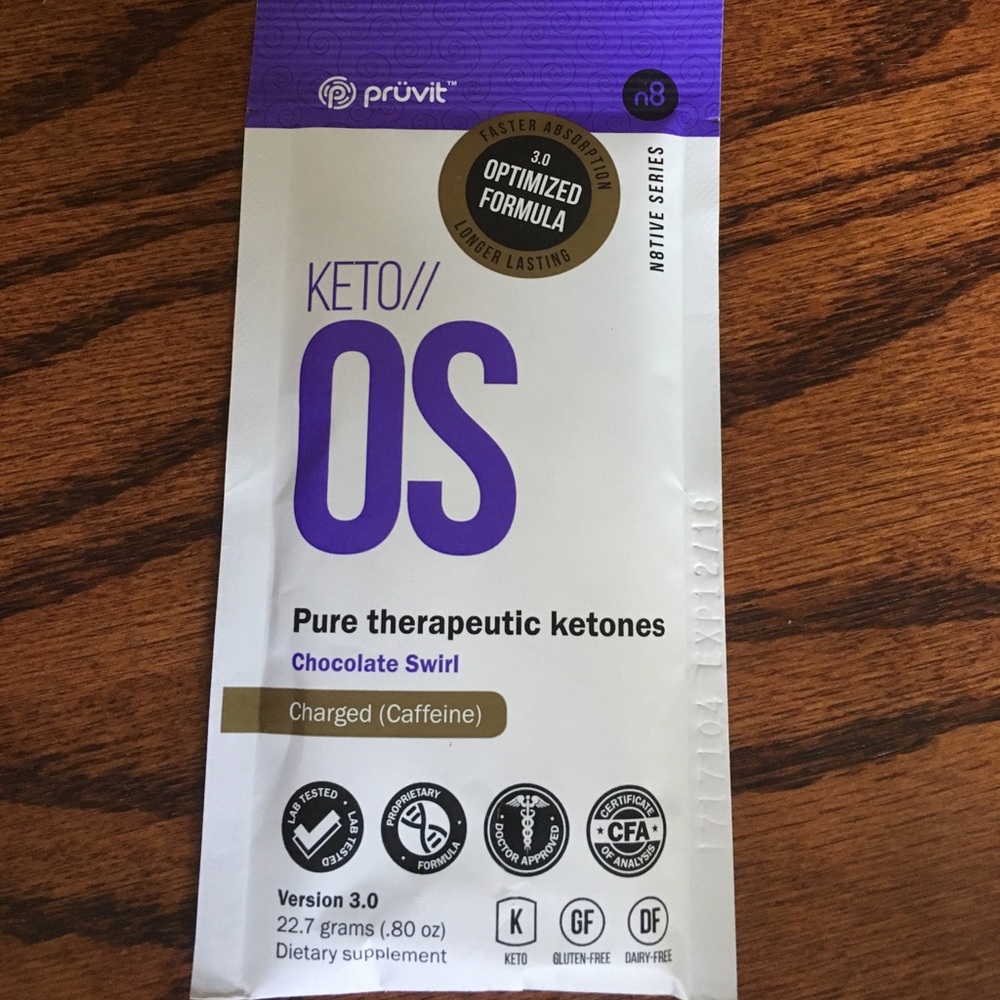 prüvit™
n8
FASTER ABSORPTION
3.0
OPTIMIZED
FORMULA
LONGER LASTING
N8TIVE SERIES
KETO//
OS
Pure therapeutic ketones
Chocolate Swirl
Charged (Caffeine)
LAB TESTED • LAB TESTED •
PROPRIETARY
• FORMULA •
• DOCTOR APPROVED •
CERTIFICATE
CFA
OF ANALYSIS
Version 3.0
22.7 grams (.80 oz)
Dietary supplement
K
KETO
GF
GLUTEN-FREE
DF
DAIRY-FREE
EXP12/18